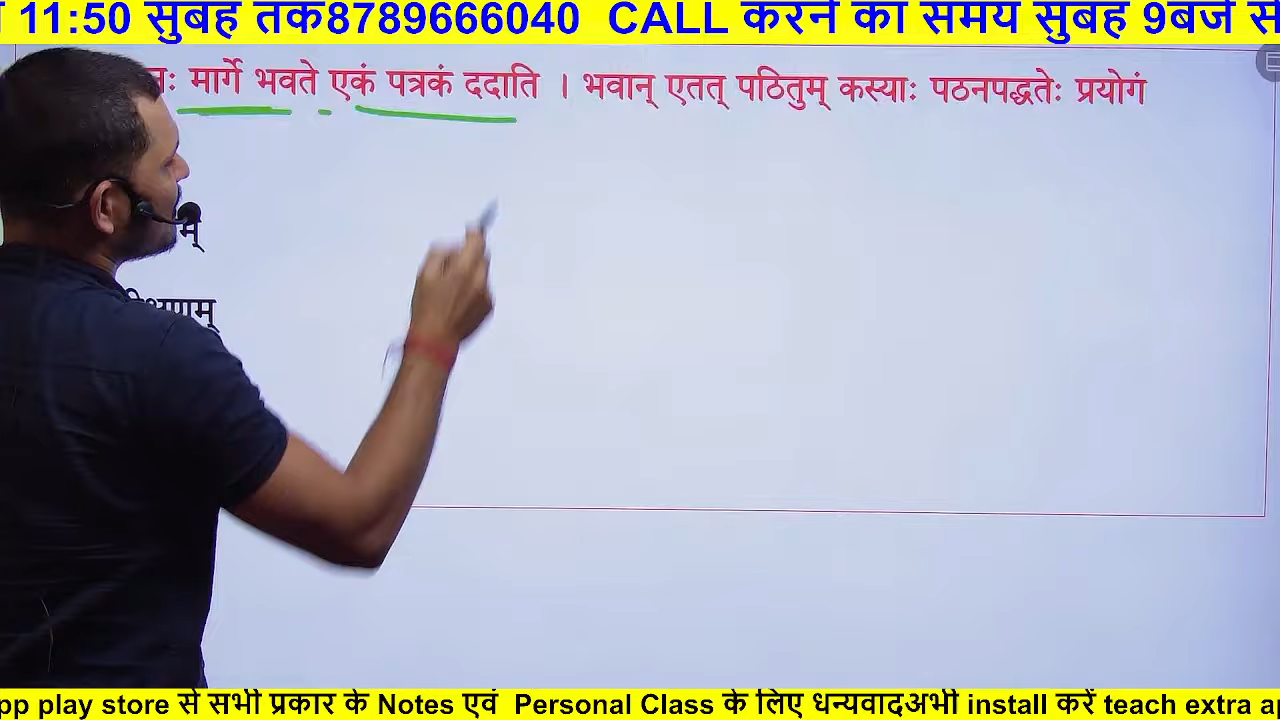 11:50 सुबह तक8789666040 CALL करने का समय सुबह 9बजे
मार्गे भवते एकं पत्रकं ददाति । भवान् एतत् पठितुम् कस्याः पठनपद्धतेः प्रयोगं
play store से सभी प्रकार के Notes एवं Personal Class के लिए धन्यवादअभी install करें teach extra